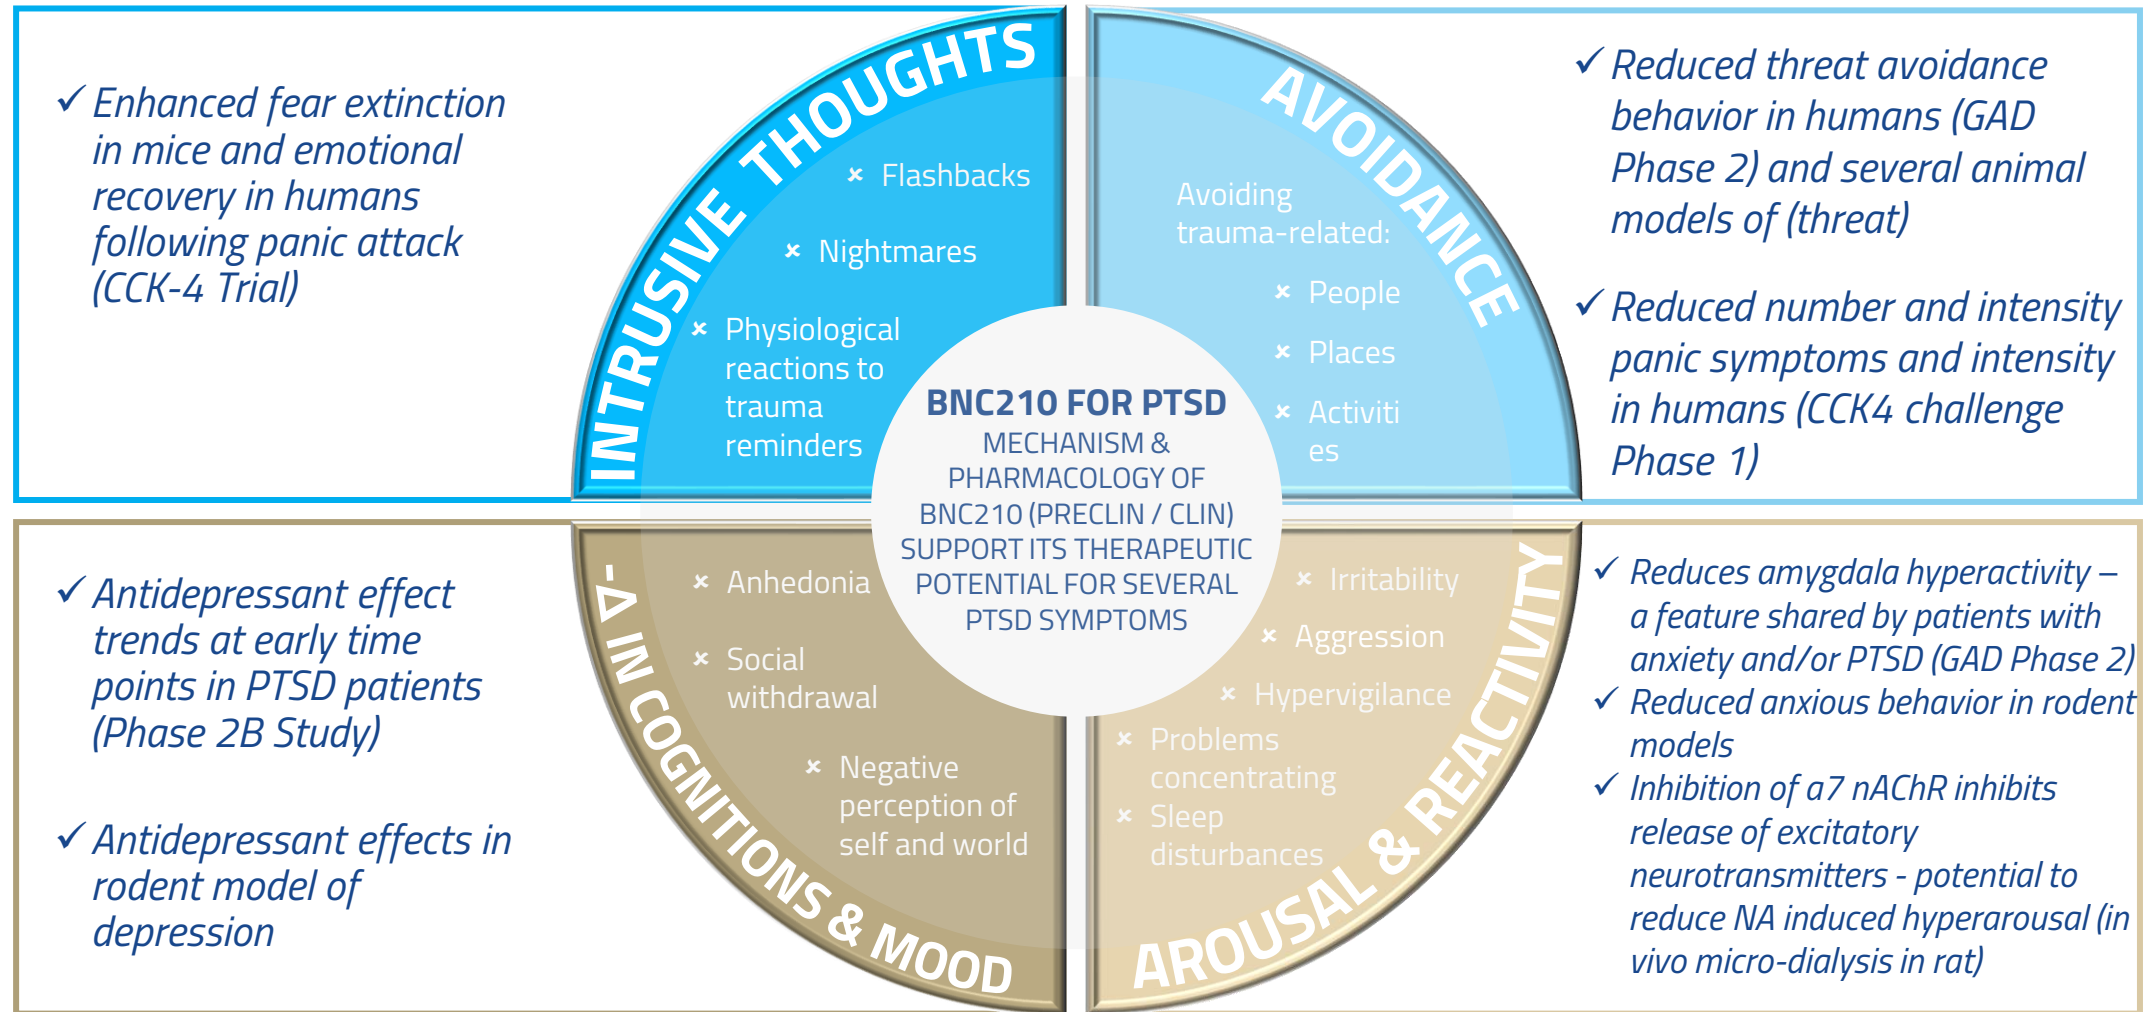 ✓ Enhanced fear extinction
in mice and emotional
recovery in humans
following panic attack
(CCK-4 Trial)
INTRUSIVE THOUGHTS
× Flashbacks
× Nightmares
× Physiological
reactions to
trauma
reminders
AVOIDANCE
Avoiding
trauma-related:
× People
× Places
× Activiti
es
✓ Reduced threat avoidance
behavior in humans (GAD
Phase 2) and several animal
models of (threat)
✓ Reduced number and intensity
panic symptoms and intensity
in humans (CCK4 challenge
Phase 1)
BNC210 FOR PTSD
MECHANISM &
PHARMACOLOGY OF
BNC210 (PRECLIN / CLIN)
SUPPORT ITS THERAPEUTIC
POTENTIAL FOR SEVERAL
PTSD SYMPTOMS
✓ Antidepressant effect
trends at early time
points in PTSD patients
(Phase 2B Study)
✓ Antidepressant effects in
rodent model of
depression
-Δ IN COGNITIONS & MOOD
× Anhedonia
× Social
withdrawal
× Negative
perception of
self and world
AROUSAL & REACTIVITY
× Irritability
× Aggression
× Hypervigilance
× Problems
concentrating
× Sleep
disturbances
✓ Reduces amygdala hyperactivity –
a feature shared by patients with
anxiety and/or PTSD (GAD Phase 2)
✓ Reduced anxious behavior in rodent
models
✓ Inhibition of a7 nAChR inhibits
release of excitatory
neurotransmitters - potential to
reduce NA induced hyperarousal (in
vivo micro-dialysis in rat)